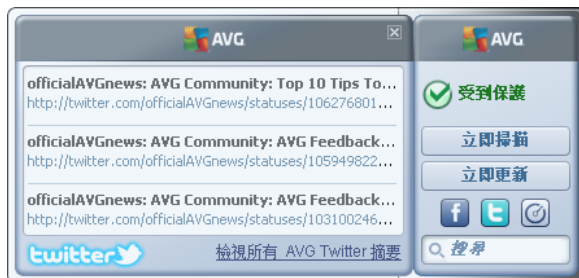 AVG
officialAVGnews: AVG Community: Top 10 Tips To...
http://twitter.com/officialAVGnews/statuses/106276801...
officialAVGnews: AVG Community: AVG Feedback...
http://twitter.com/officialAVGnews/statuses/105949822...
officialAVGnews: AVG Community: AVG Feedback...
http://twitter.com/officialAVGnews/statuses/103100246...
twitter
檢視所有 AVG Twitter 摘要
AVG
受到保護
立即掃描
立即更新
搜尋